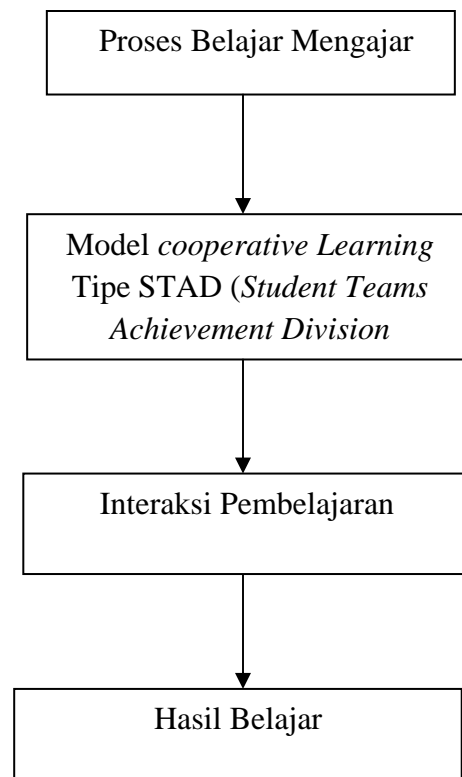 Proses Belajar Mengajar
Model cooperative Learning
Tipe STAD (Student Teams
Achievement Division
Interaksi Pembelajaran
Hasil Belajar